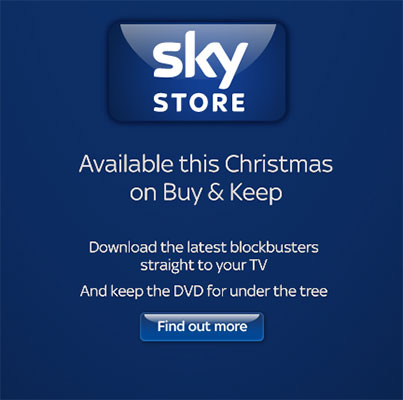 sky
STORE
Available this Christmas
on Buy & Keep
Download the latest blockbusters
straight to your TV
And keep the DVD for under the tree
Find out more